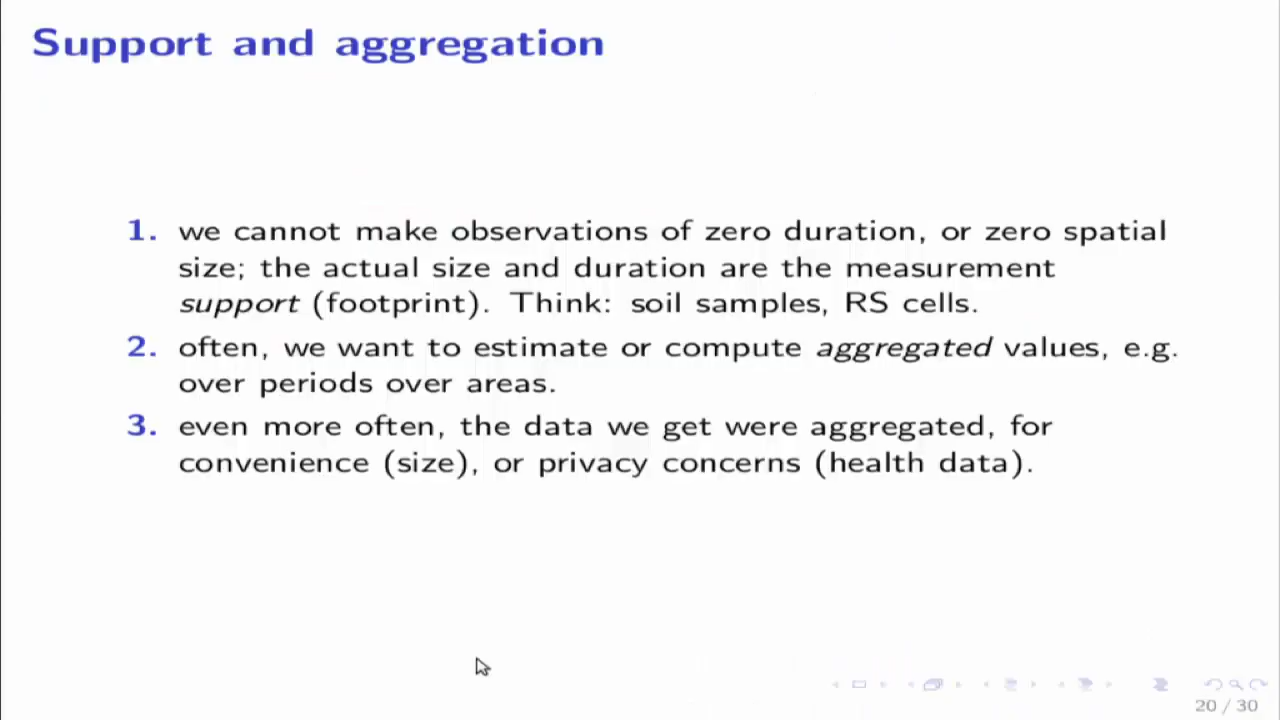 Support and aggregation
1. we cannot make observations of zero duration, or zero spatial
size; the actual size and duration are the measurement
support (footprint). Think: soil samples, RS cells.
2. often, we want to estimate or compute aggregated values, e.g.
over periods over areas.
3. even more often, the data we get were aggregated, for
convenience (size), or privacy concerns (health data).
20 / 30